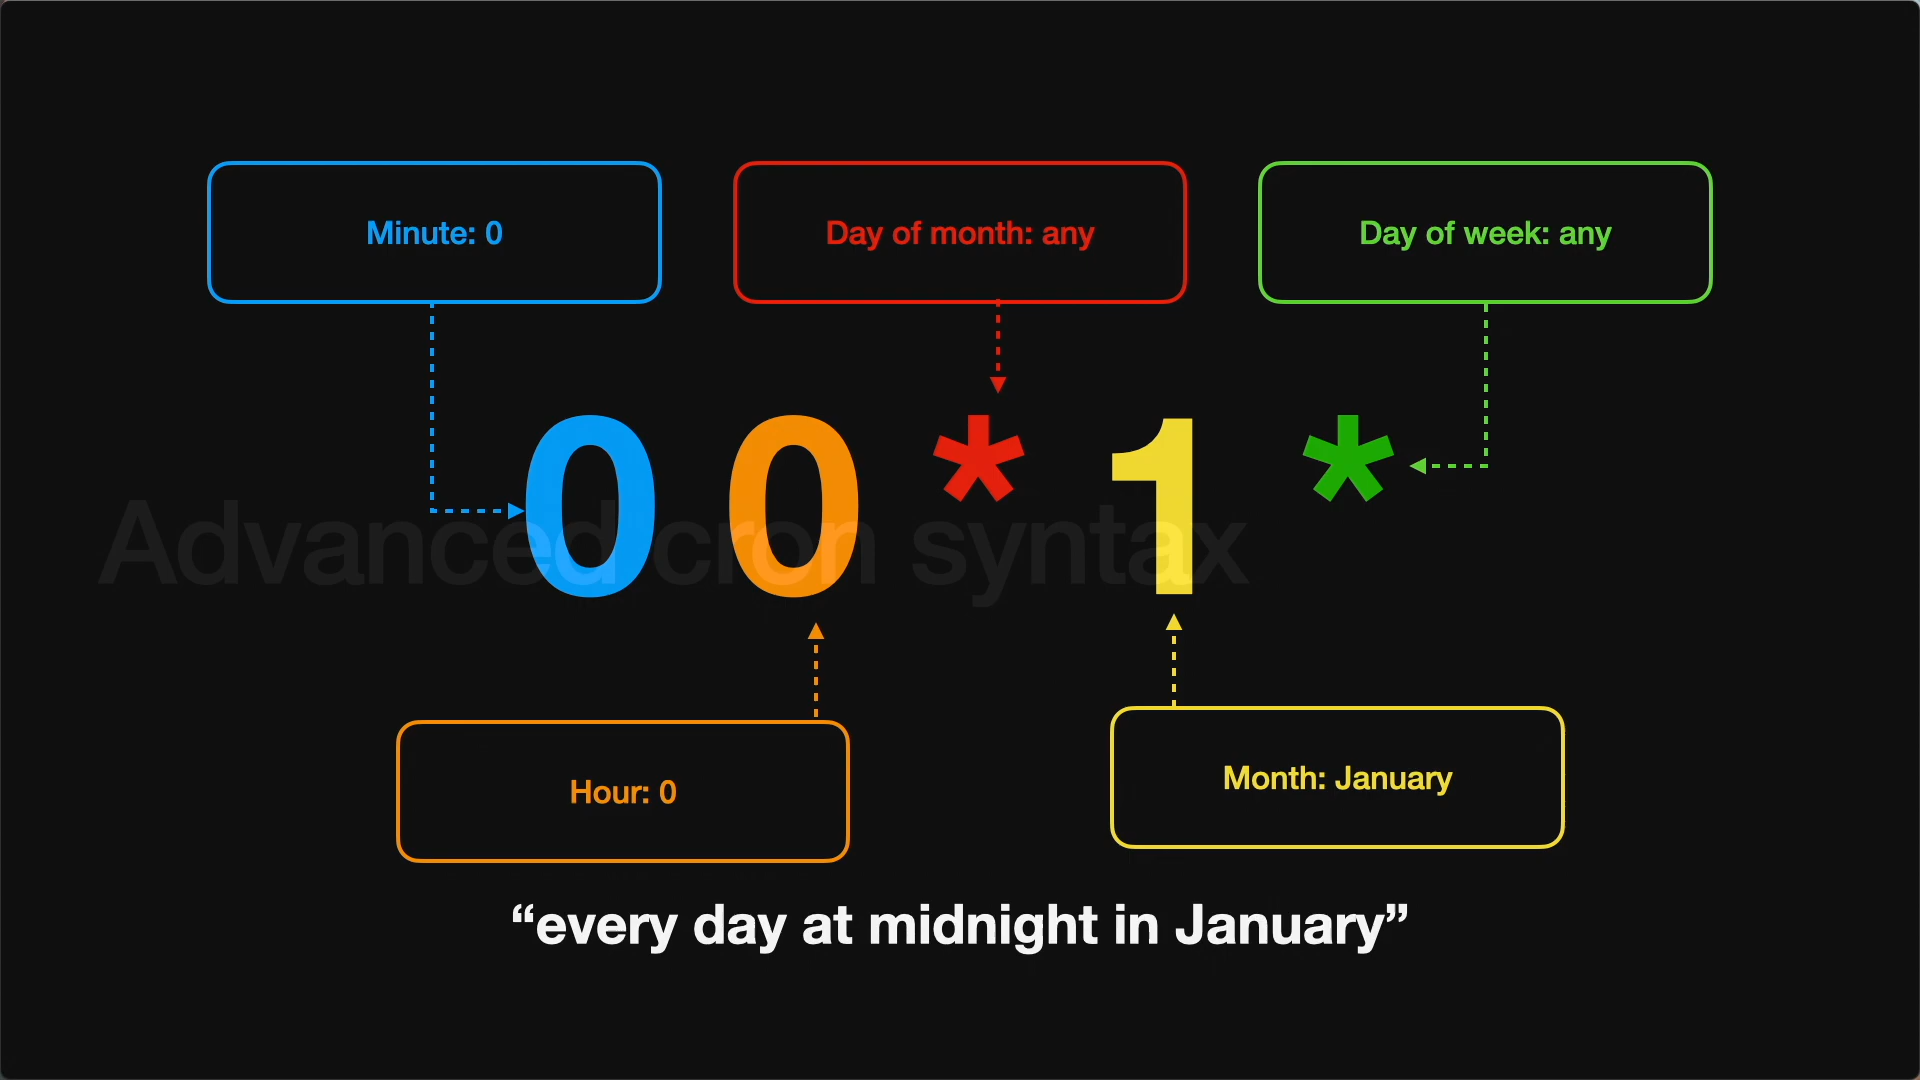 Minute: 0
Day of month: any
Day of week: any
0 0 * 1 *
Advanced cron syntax
Hour: 0
Month: January
“every day at midnight in January”